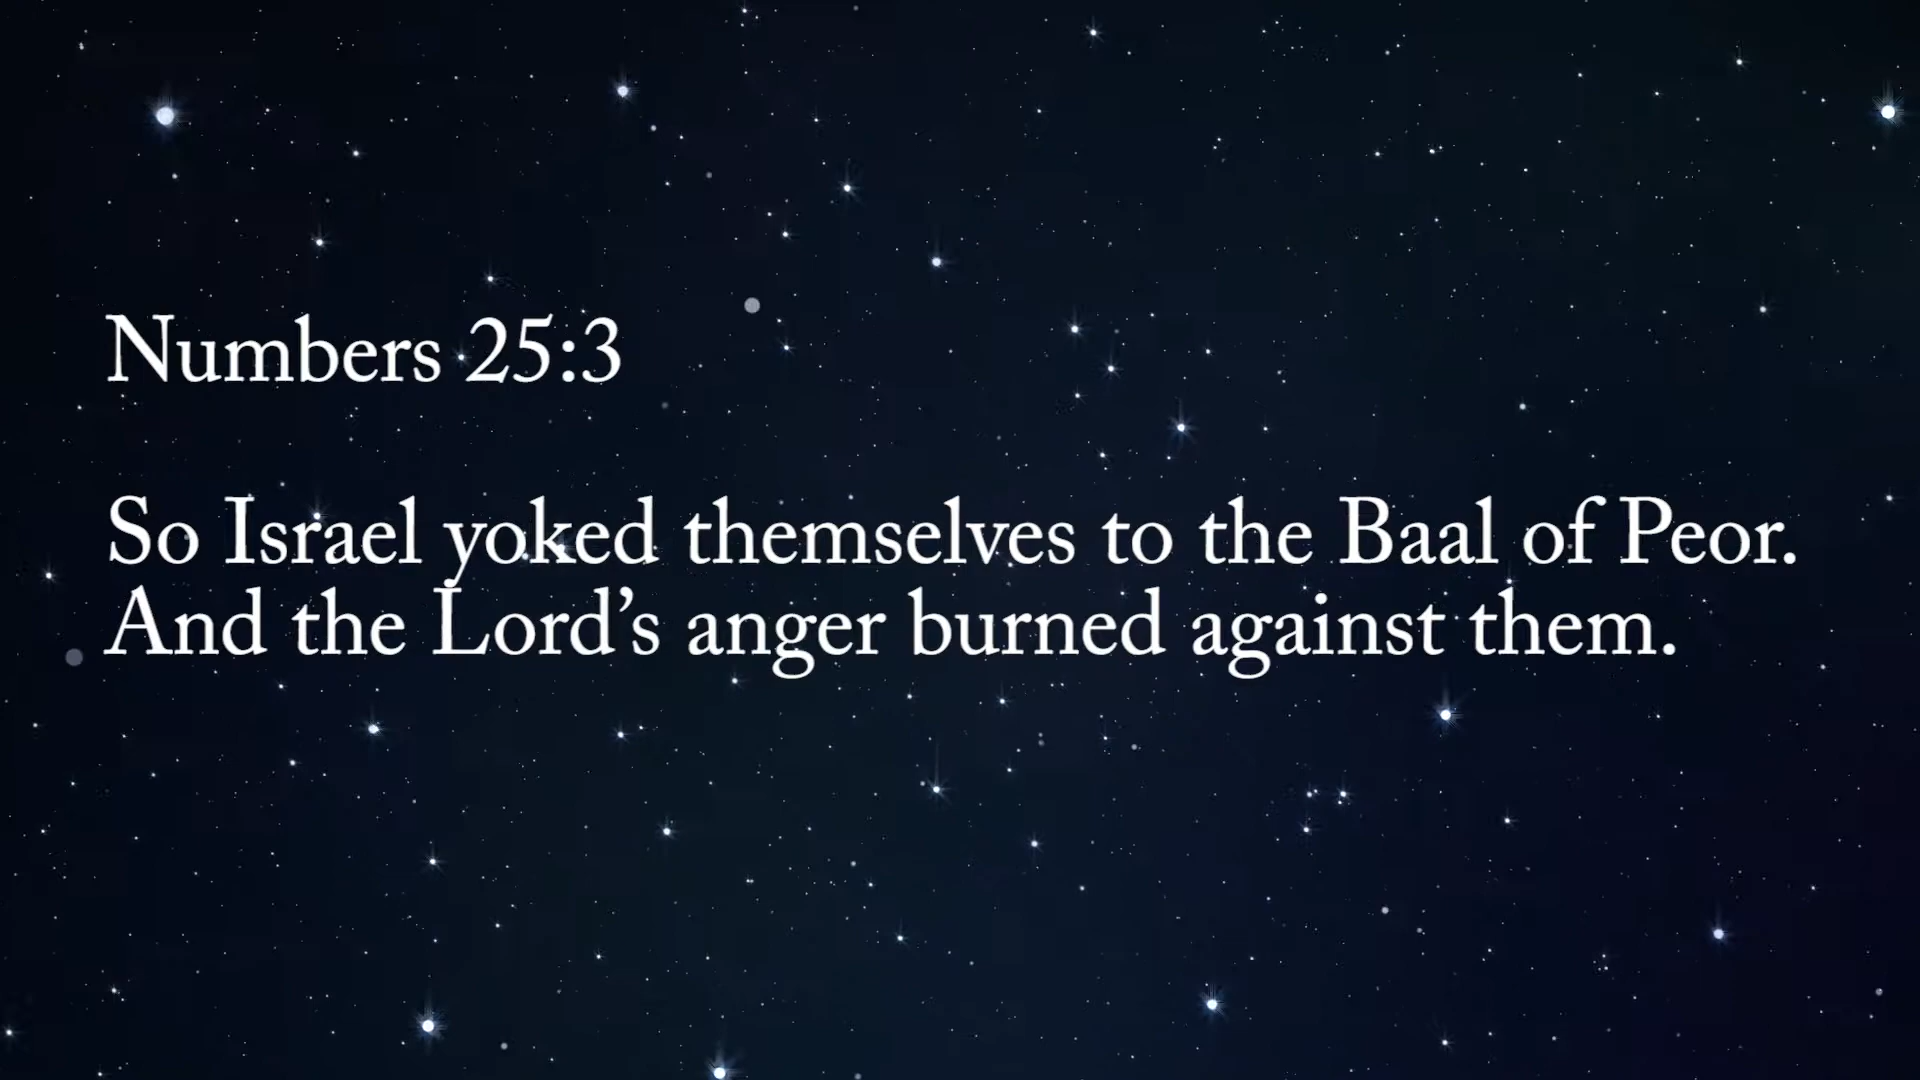 Numbers 25:3
So Israel yoked themselves to the Baal of Peor.
And the Lord’s anger burned against them.